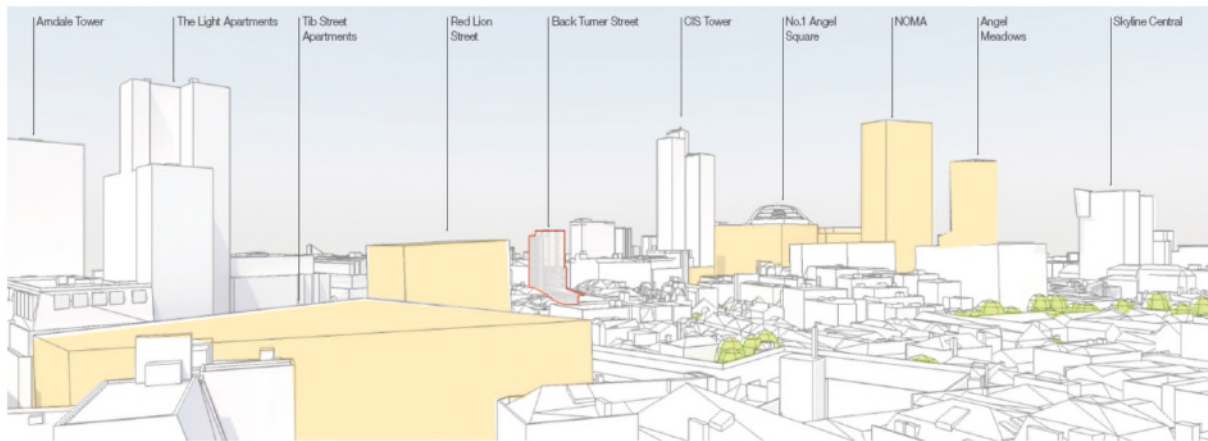 Arndale Tower
The Light Apartments
Tib Street
Apartments
Red Lion
Street
Back Turner Street
CIS Tower
No.1 Angel
Square
NOMA
Angel
Meadows
Skyline Central